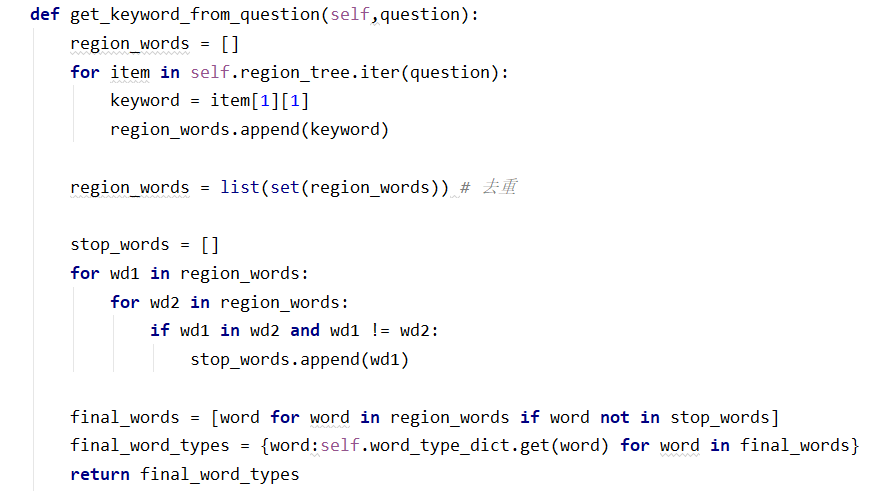 def get_keyword_from_question(self,question):
    region_words = []
    for item in self.region_tree.iter(question):
        keyword = item[1][1]
        region_words.append(keyword)
    region_words = list(set(region_words)) # 去重
    stop_words = []
    for wd1 in region_words:
        for wd2 in region_words:
            if wd1 in wd2 and wd1 != wd2:
                stop_words.append(wd1)
    final_words = [word for word in region_words if word not in stop_words]
    final_word_types = {word:self.word_type_dict.get(word) for word in final_words}
    return final_word_types